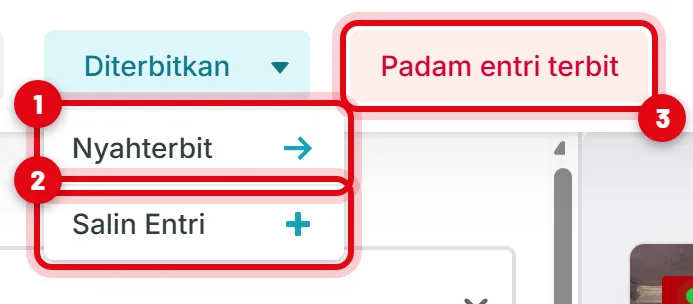 Diterbitkan
Padam entri terbit
1
3
Nyahterbit
2
Salin Entri